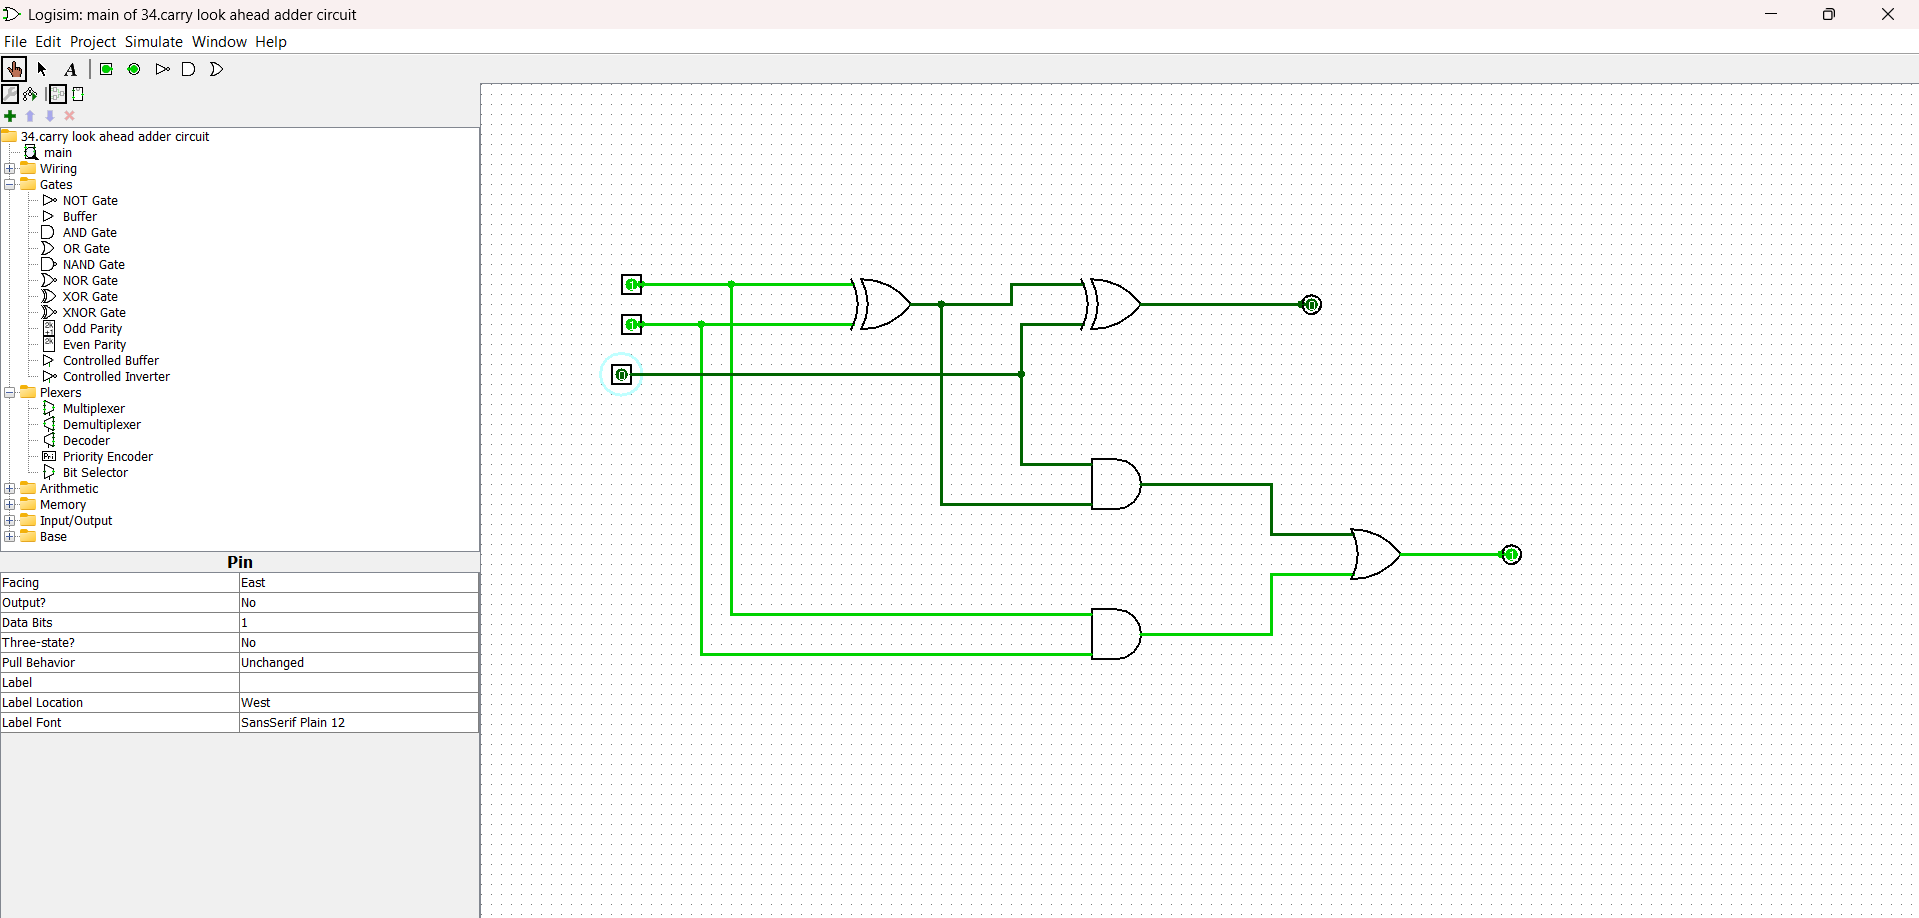 Logisim: main of 34.carry look ahead adder circuit
File Edit Project Simulate Window Help
A
34.carry look ahead adder circuit
main
Wiring
Gates
NOT Gate
Buffer
AND Gate
OR Gate
NAND Gate
NOR Gate
XOR Gate
XNOR Gate
Odd Parity
Even Parity
Controlled Buffer
Controlled Inverter
Plexers
Multiplexer
Demultiplexer
Decoder
Pri Priority Encoder
Bit Selector
Arithmetic
Memory
Input/Output
Base
Pin
Facing East
Output? No
Data Bits 1
Three-state? No
Pull Behavior Unchanged
Label
Label Location West
Label Font SansSerif Plain 12
1
0
1
0
1